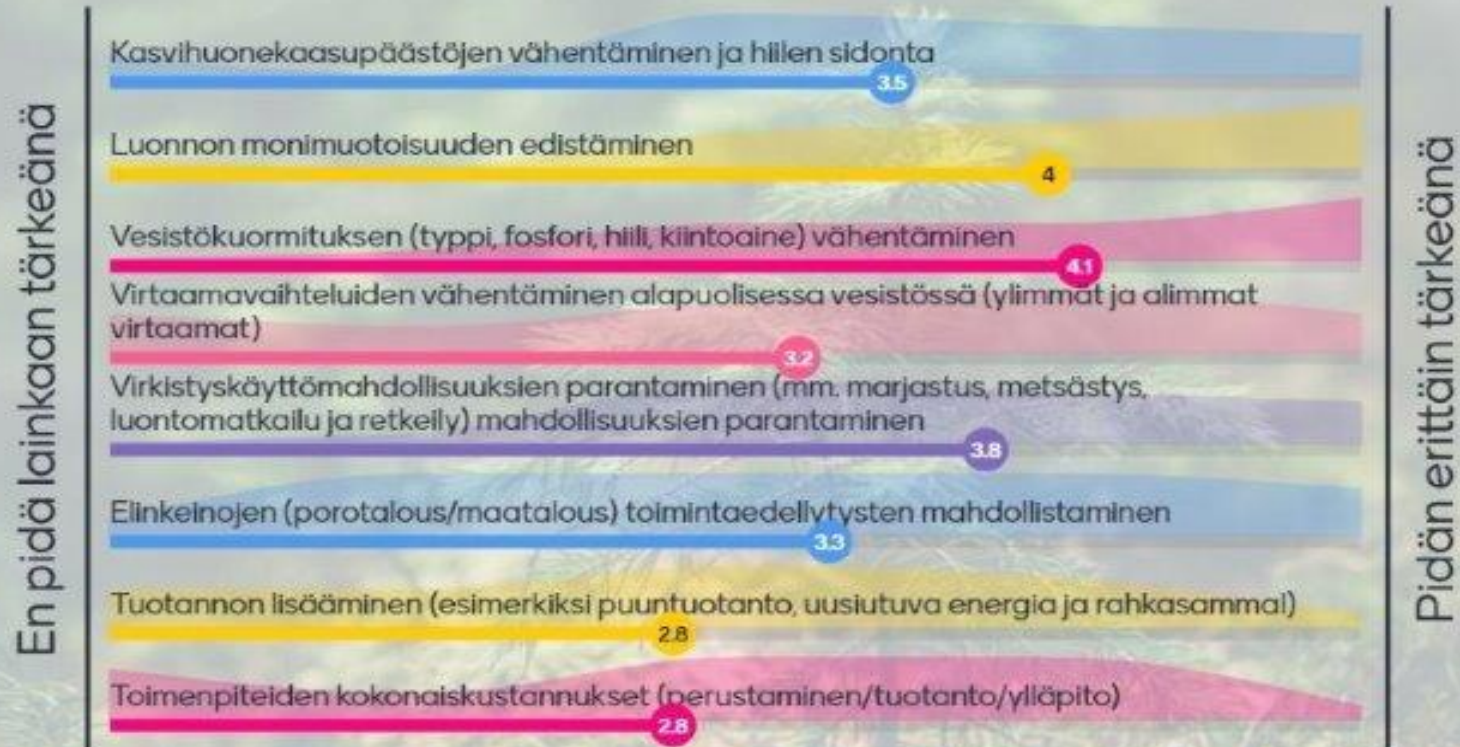 En pidä lainkaan tärkeänä
Kasvihuonekaasupäästöjen vähentäminen ja hiilen sidonta
3.5
Luonnon monimuotoisuuden edistäminen
4
Vesistökuormituksen (typpi, fosfori, hiili, kiintoaine) vähentäminen
4.1
Virtaamavaihteluiden vähentäminen alapuolisessa vesistössä (ylimmät ja alimmat
virtaamat)
3.2
Virkistyskäyttömahdollisuuksien parantaminen (mm. marjastus, metsästys,
luontomatkailu ja retkeily) mahdollisuuksien parantaminen
3.8
Elinkeinojen (porotalous/maatalous) toimintaedellytysten mahdollistaminen
3.3
Tuotannon lisääminen (esimerkiksi puuntuotanto, uusiutuva energia ja rahkasammal)
2.8
Toimenpiteiden kokonaiskustannukset (perustaminen/tuotanto/ylläpito)
2.8
Pidän erittäin tärkeänä